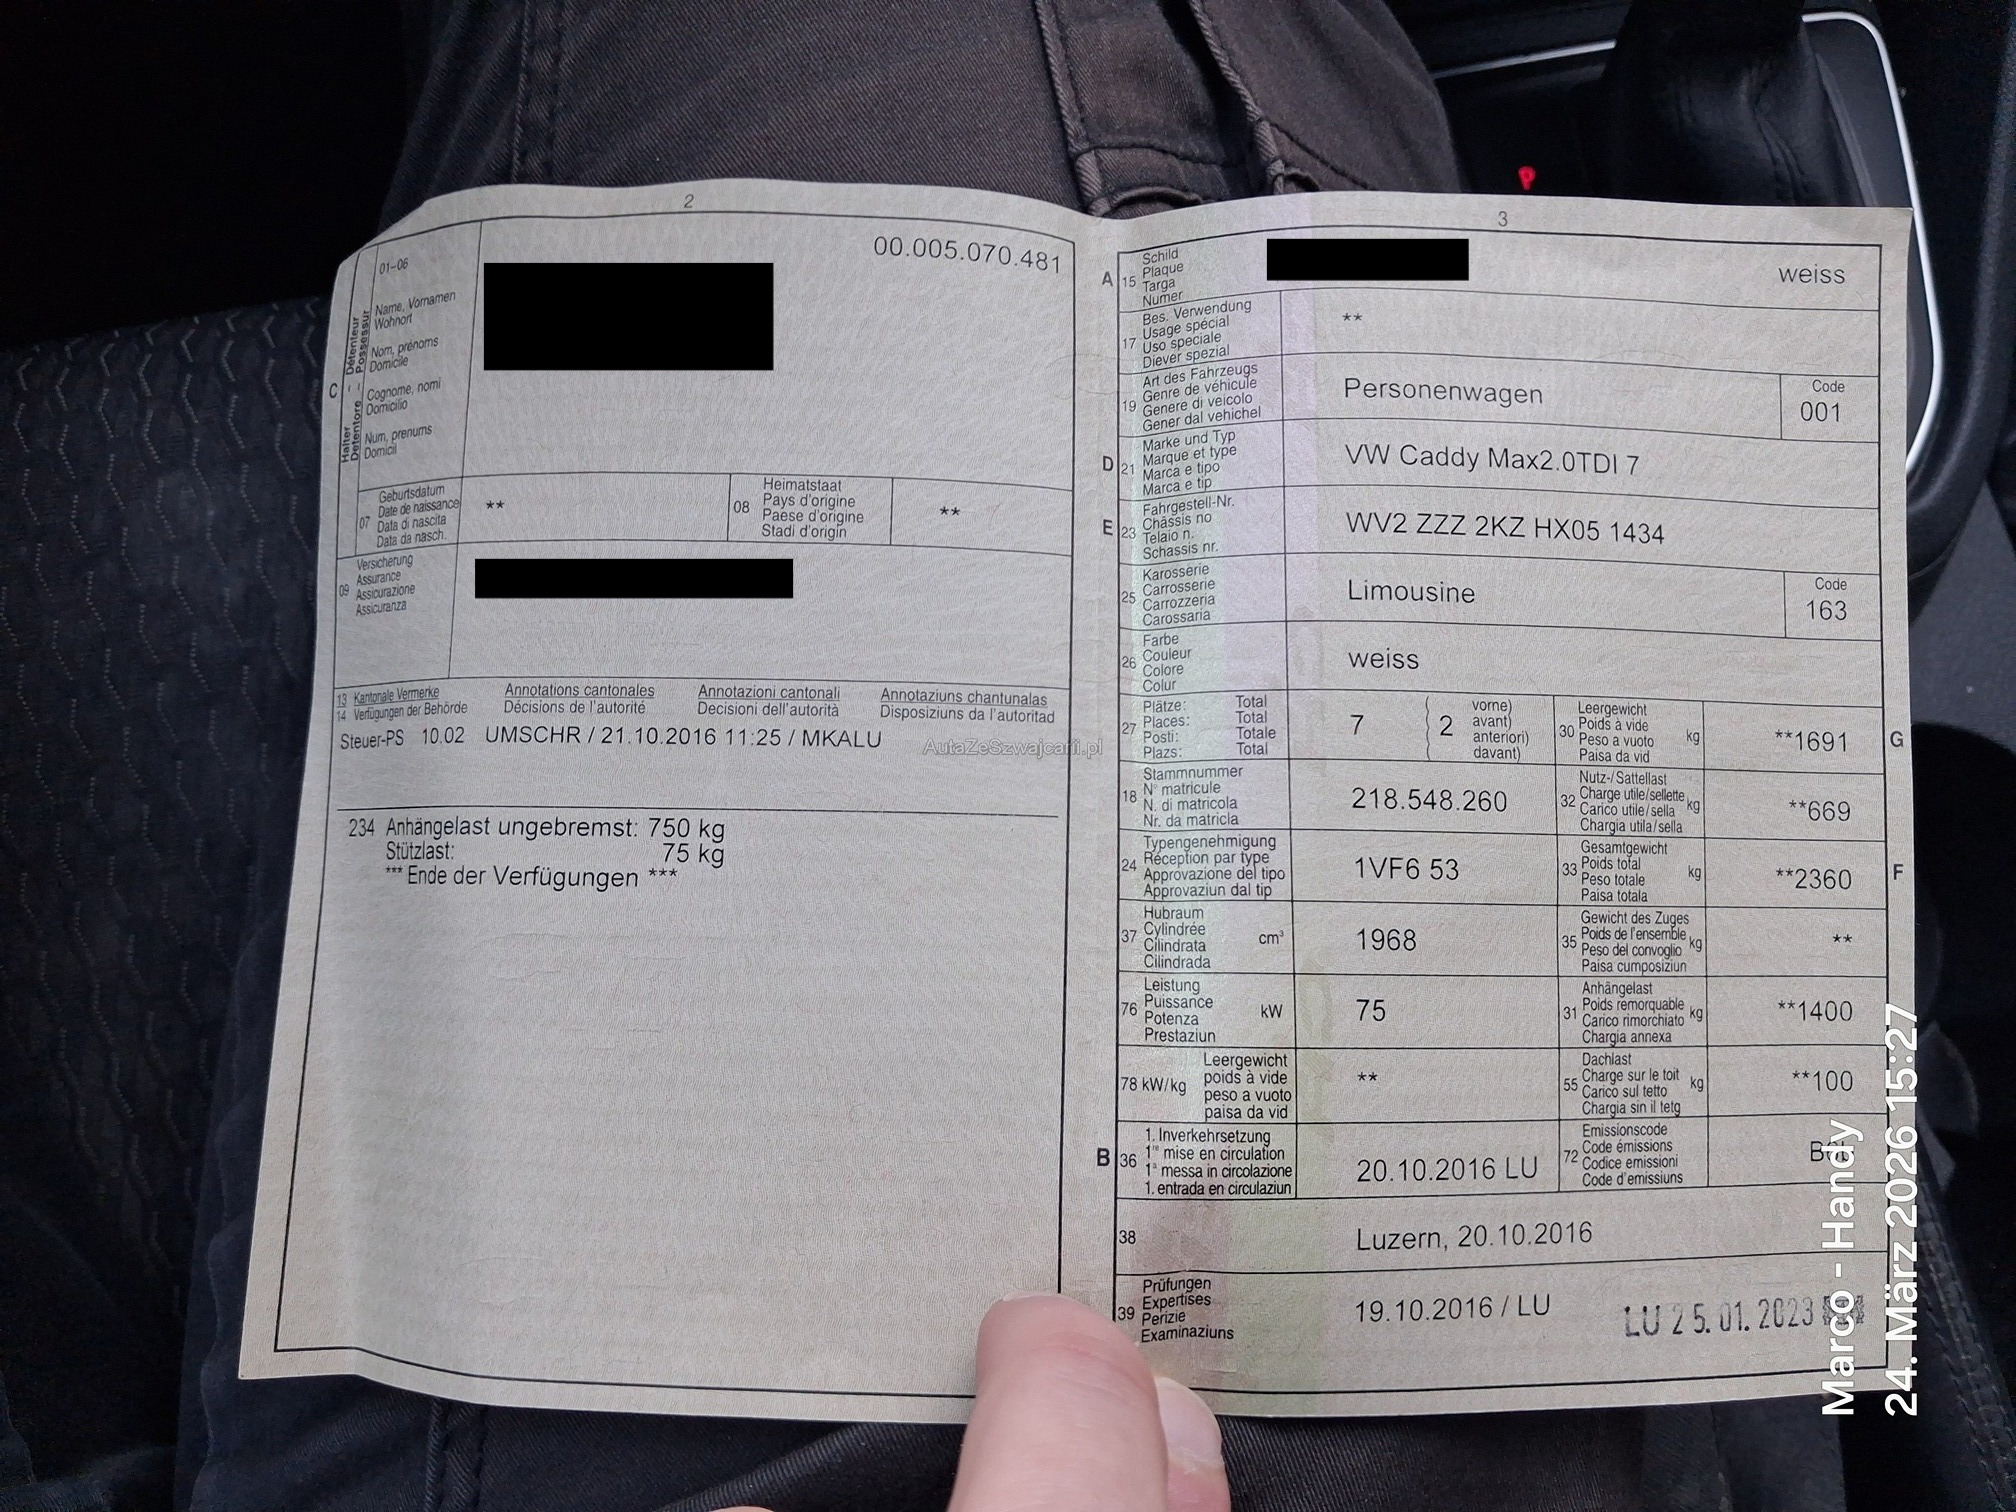 2
00.005.070.481
01-06
C
Halter – Détenteur
Detentore – Possessur
Name, Vornamen
Wohnort
Nom, prénoms
Domicile
Cognome, nomi
Domicilio
Num, prenums
Domicil
07
Geburtsdatum
Date de naissance
Data di nascita
Data da nasch.
**
08
Heimatstaat
Pays d'origine
Paese d'origine
Stadi d'origin
**
09
Versicherung
Assurance
Assicurazione
Assicuranza
13 Kantonale Vermerke Annotations cantonales Annotazioni cantonali Annotaziuns chantunalas
14 Verfügungen der Behörde Décisions de l'autorité Decisioni dell'autorità Disposiziuns da l'autoritad
Steuer-PS 10.02 UMSCHR / 21.10.2016 11:25 / MKALU
AutaZeSzwajcarii.pl
234 Anhängelast ungebremst: 750 kg
Stützlast: 75 kg
*** Ende der Verfügungen ***
3
A 15
Schild
Plaque
Targa
Numer
weiss
17
Bes. Verwendung
Usage spécial
Uso speciale
Diever spezial
**
19
Art des Fahrzeugs
Genre de véhicule
Genere di veicolo
Gener dal vehichel
Personenwagen
Code
001
D 21
Marke und Typ
Marque et type
Marca e tipo
Marca e tip
VW Caddy Max2.0TDI 7
E 23
Fahrgestell-Nr.
Châssis no
Telaio n.
Schassis nr.
WV2 ZZZ 2KZ HX05 1434
25
Karosserie
Carrosserie
Carrozzeria
Carossaria
Limousine
Code
163
26
Farbe
Couleur
Colore
Colur
weiss
27
Plätze: Total
Places: Total
Posti: Totale
Plazs: Total
7
2
vorne)
avant)
anteriori)
davant)
30
Leergewicht
Poids à vide
Peso a vuoto
Paisa da vid
kg
**1691
G
18
Stammnummer
N° matricule
N. di matricola
Nr. da matricla
218.548.260
32
Nutz-/Sattellast
Charge utile/sellette
Carico utile/sella
Chargia utila/sella
kg
**669
24
Typengenehmigung
Réception par type
Approvazione del tipo
Approvaziun dal tip
1VF6 53
33
Gesamtgewicht
Poids total
Peso totale
Paisa totala
kg
**2360
F
37
Hubraum
Cylindrée
Cilindrata
Cilindrada
cm³
1968
35
Gewicht des Zuges
Poids de l'ensemble
Peso del convoglio
Paisa cumposiziun
kg
**
76
Leistung
Puissance
Potenza
Prestaziun
kW
75
31
Anhängelast
Poids remorquable
Carico rimorchiato
Chargia annexa
kg
**1400
78 kW/kg
Leergewicht
poids à vide
peso a vuoto
paisa da vid
**
55
Dachlast
Charge sur le toit
Carico sul tetto
Chargia sin il tetg
kg
**100
B 36
1. Inverkehrsetzung
1re mise en circulation
1a messa in circolazione
1. entrada en circulaziun
20.10.2016 LU
72
Emissionscode
Code émissions
Codice emissioni
Code d'emissiuns
38
Luzern, 20.10.2016
39
Prüfungen
Expertises
Perizie
Examinaziuns
19.10.2016 / LU
LU 25.01.2023
Marco - Handy
24. März 2026 15:27
P